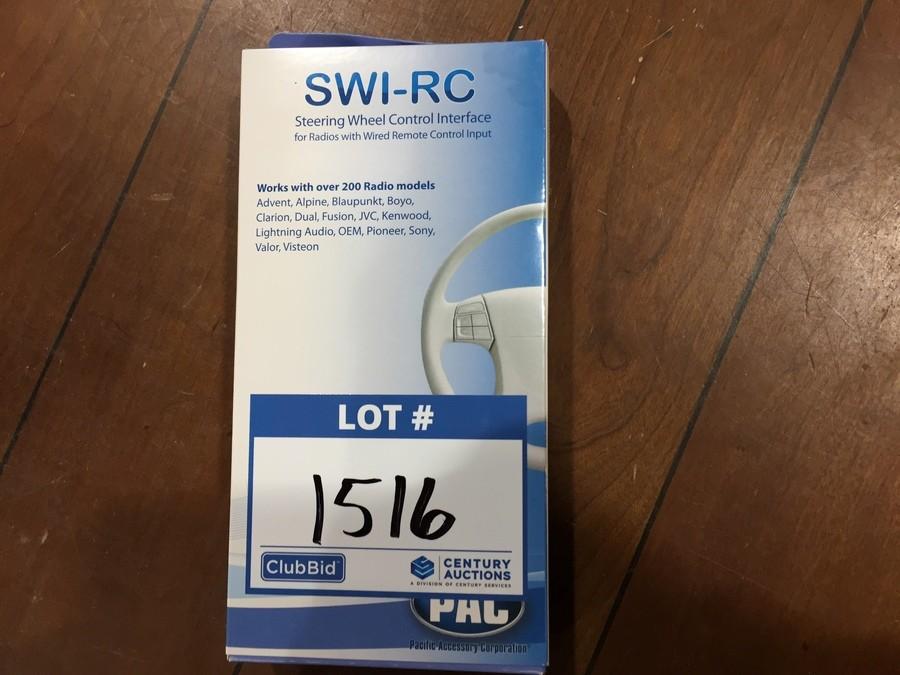 SWI-RC
Steering Wheel Control Interface
for Radios with Wired Remote Control Input
Works with over 200 Radio models
Advent, Alpine, Blaupunkt, Boyo,
Clarion, Dual, Fusion, JVC, Kenwood,
Lightning Audio, OEM, Pioneer, Sony,
Valor, Visteon
LOT #
1516
ClubBid
CENTURY
AUCTIONS
A DIVISION OF CENTURY SERVICES
PAC
Pacific Accessory Corporation